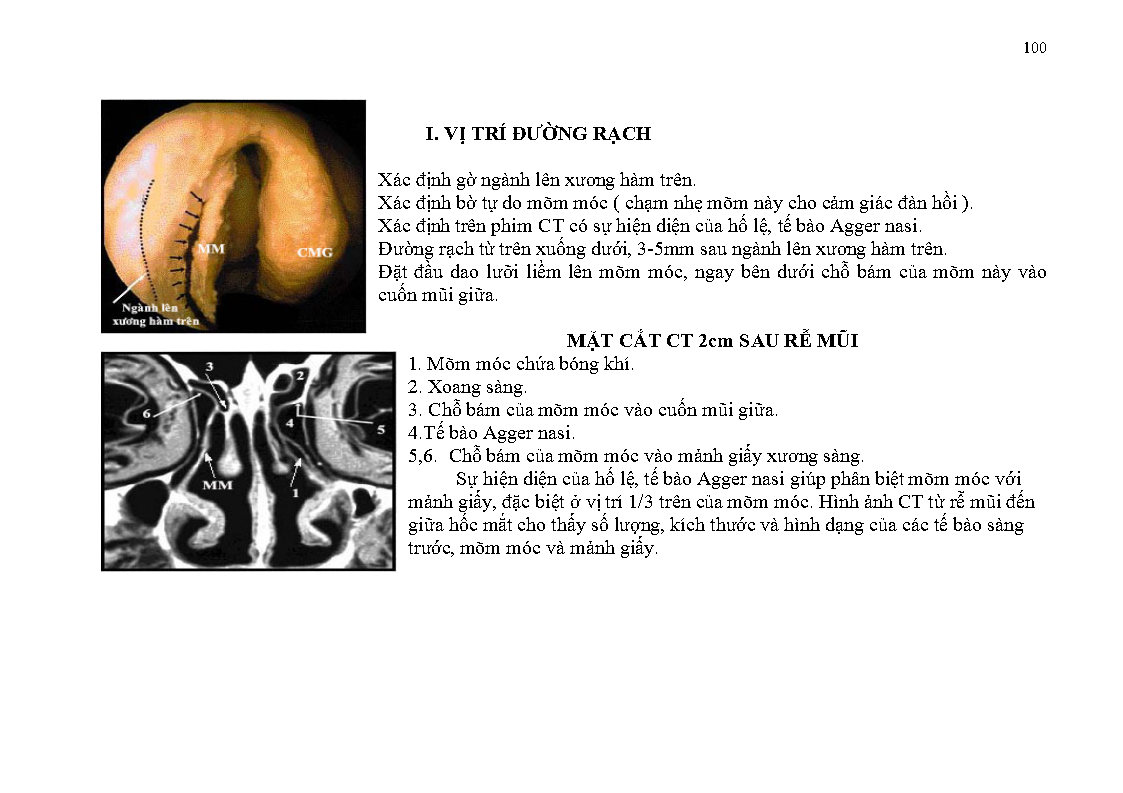 100
I. VỊ TRÍ ĐƯỜNG RẠCH
Xác định gờ ngành lên xương hàm trên.
Xác định bờ tự do mõm móc ( chạm nhẹ mõm này cho cảm giác đàn hồi ).
Xác định trên phim CT có sự hiện diện của hố lệ, tế bào Agger nasi.
Đường rạch từ trên xuống dưới, 3-5mm sau ngành lên xương hàm trên.
Đặt đầu dao lưỡi liềm lên mõm móc, ngay bên dưới chỗ bám của mõm này vào
cuốn mũi giữa.
MM
CMG
Ngành lên
xương hàm trên
MẶT CẮT CT 2cm SAU RỄ MŨI
1. Mõm móc chứa bóng khí.
2. Xoang sàng.
3. Chỗ bám của mõm móc vào cuốn mũi giữa.
4.Tế bào Agger nasi.
5,6. Chỗ bám của mõm móc vào mảnh giấy xương sàng.
Sự hiện diện của hố lệ, tế bào Agger nasi giúp phân biệt mõm móc với
mảnh giấy, đặc biệt ở vị trí 1/3 trên của mõm móc. Hình ảnh CT từ rễ mũi đến
giữa hốc mắt cho thấy số lượng, kích thước và hình dạng của các tế bào sàng
trước, mõm móc và mảnh giấy.
3
2
6
4
5
MM
1